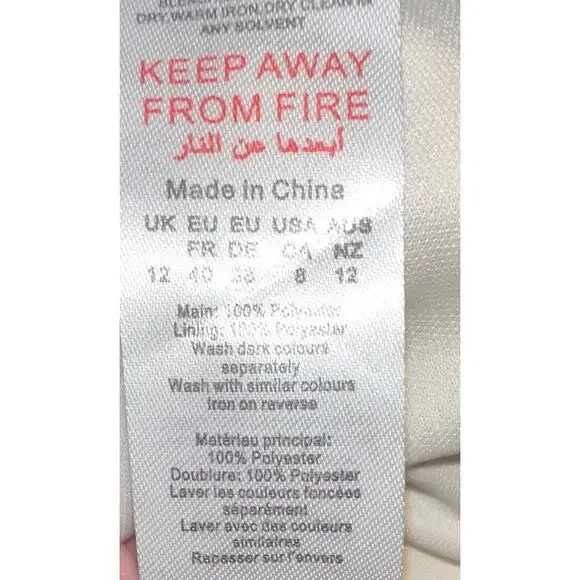 DRY, WARM IRON, DRY CLEAN IN
ANY SOLVENT
KEEP AWAY
FROM FIRE
أبعدها عن النار
Made in China
UK EU EU USA AUS
FR DE CA NZ
12 40 38 8 12
Main: 100% Polyester
Lining: 100% Polyester
Wash dark colours
separately
Wash with similar colours
Iron on reverse
Matériau principal:
100% Polyester
Doublure: 100% Polyester
Laver les couleurs foncées
séparément
Laver avec des couleurs
similaires
Repasser sur l'envers